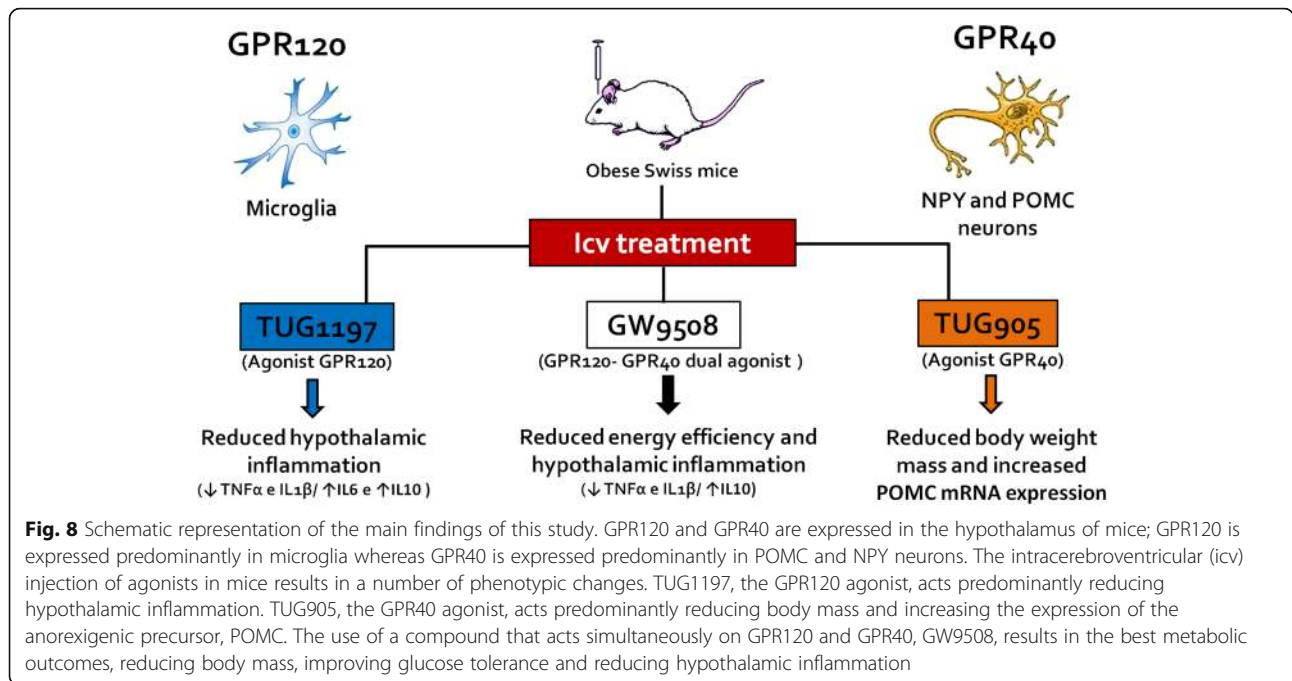 GPR120
GPR40
Microglia
Obese Swiss mice
NPY and POMC
neurons
Icv treatment
TUG1197
(Agonist GPR120)
Reduced hypothalamic
inflammation
(↓ TNFα e IL1β/ ↑IL6 e ↑IL10 )
GW9508
(GPR120- GPR40 dual agonist )
Reduced energy efficiency and
hypothalamic inflammation
(↓ TNFα e IL1β/ ↑IL10)
TUG905
(Agonist GPR40)
Reduced body weight
mass and increased
POMC mRNA expression
Fig. 8 Schematic representation of the main findings of this study. GPR120 and GPR40 are expressed in the hypothalamus of mice; GPR120 is
expressed predominantly in microglia whereas GPR40 is expressed predominantly in POMC and NPY neurons. The intracerebroventricular (icv)
injection of agonists in mice results in a number of phenotypic changes. TUG1197, the GPR120 agonist, acts predominantly reducing
hypothalamic inflammation. TUG905, the GPR40 agonist, acts predominantly reducing body mass and increasing the expression of the
anorexigenic precursor, POMC. The use of a compound that acts simultaneously on GPR120 and GPR40, GW9508, results in the best metabolic
outcomes, reducing body mass, improving glucose tolerance and reducing hypothalamic inflammation